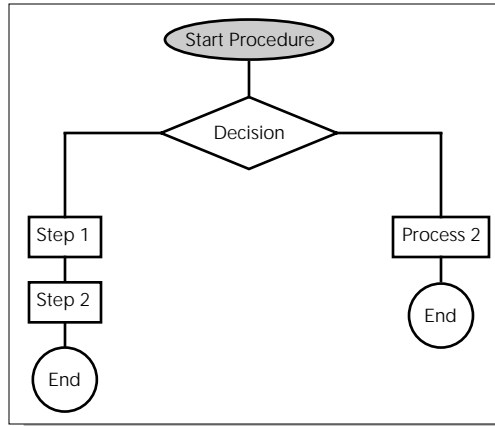 Start Procedure
Decision
Step 1
Process 2
Step 2
End
End